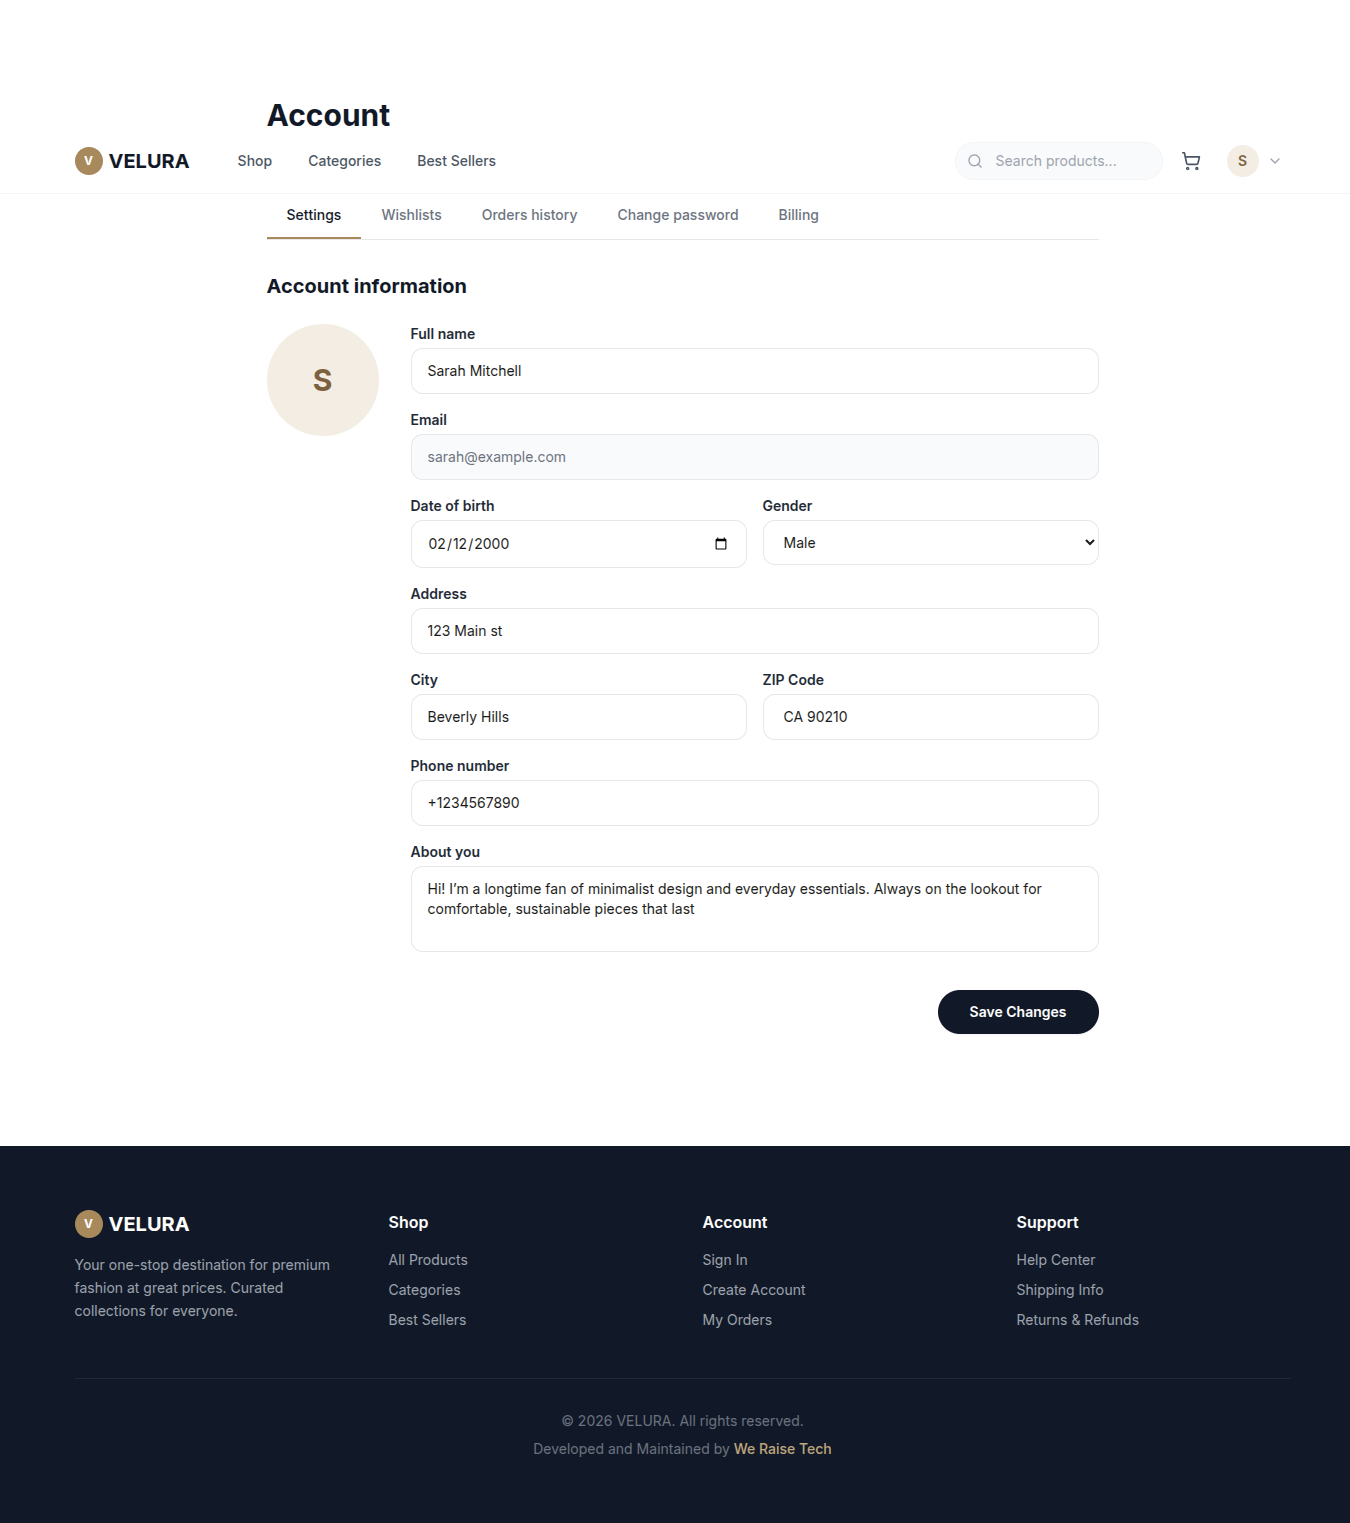 Account
V VELURA
Shop
Categories
Best Sellers
Search products...
S
Settings
Wishlists
Orders history
Change password
Billing
Account information
S
Full name
Sarah Mitchell
Email
sarah@example.com
Date of birth
Gender
02/12/2000
Male
Address
123 Main st
City
ZIP Code
Beverly Hills
CA 90210
Phone number
+1234567890
About you
Hi! I’m a longtime fan of minimalist design and everyday essentials. Always on the lookout for
comfortable, sustainable pieces that last
Save Changes
V VELURA
Your one-stop destination for premium
fashion at great prices. Curated
collections for everyone.
Shop
All Products
Categories
Best Sellers
Account
Sign In
Create Account
My Orders
Support
Help Center
Shipping Info
Returns & Refunds
© 2026 VELURA. All rights reserved.
Developed and Maintained by We Raise Tech